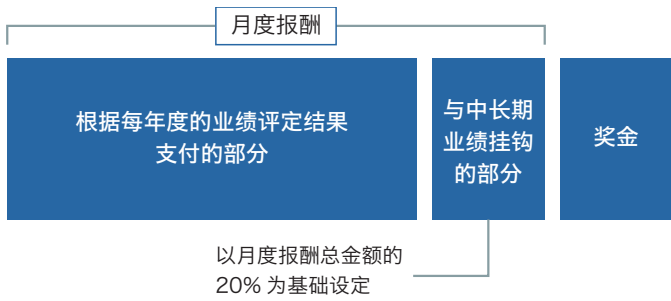 月度报酬
根据每年度的业绩评定结果
支付的部分
与中长期
业绩挂钩
的部分
奖金
以月度报酬总金额的
20% 为基础设定